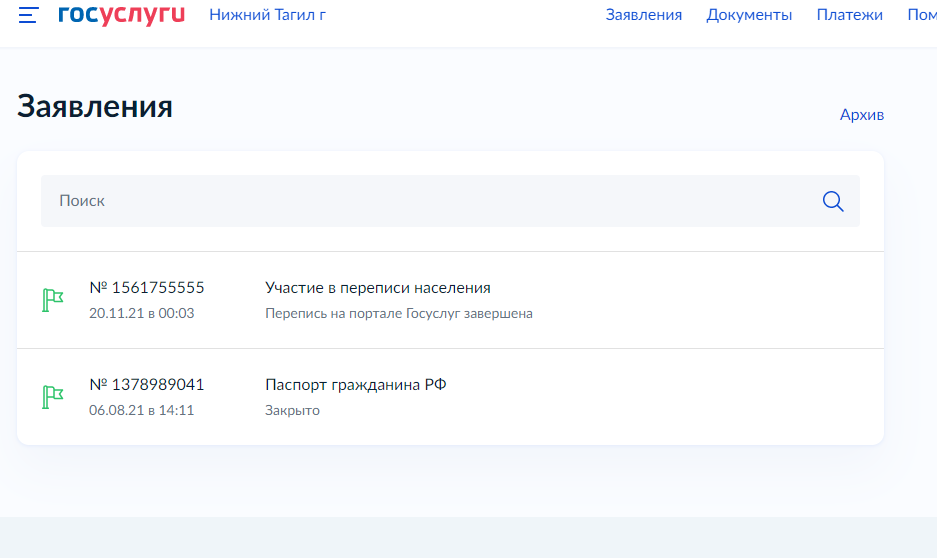 госуслуги Нижний Тагил г Заявления Документы Платежи Пом
Заявления
Архив
Поиск
№ 1561755555 Участие в переписи населения
20.11.21 в 00:03 Перепись на портале Госуслуг завершена
№ 1378989041 Паспорт гражданина РФ
06.08.21 в 14:11 Закрыто